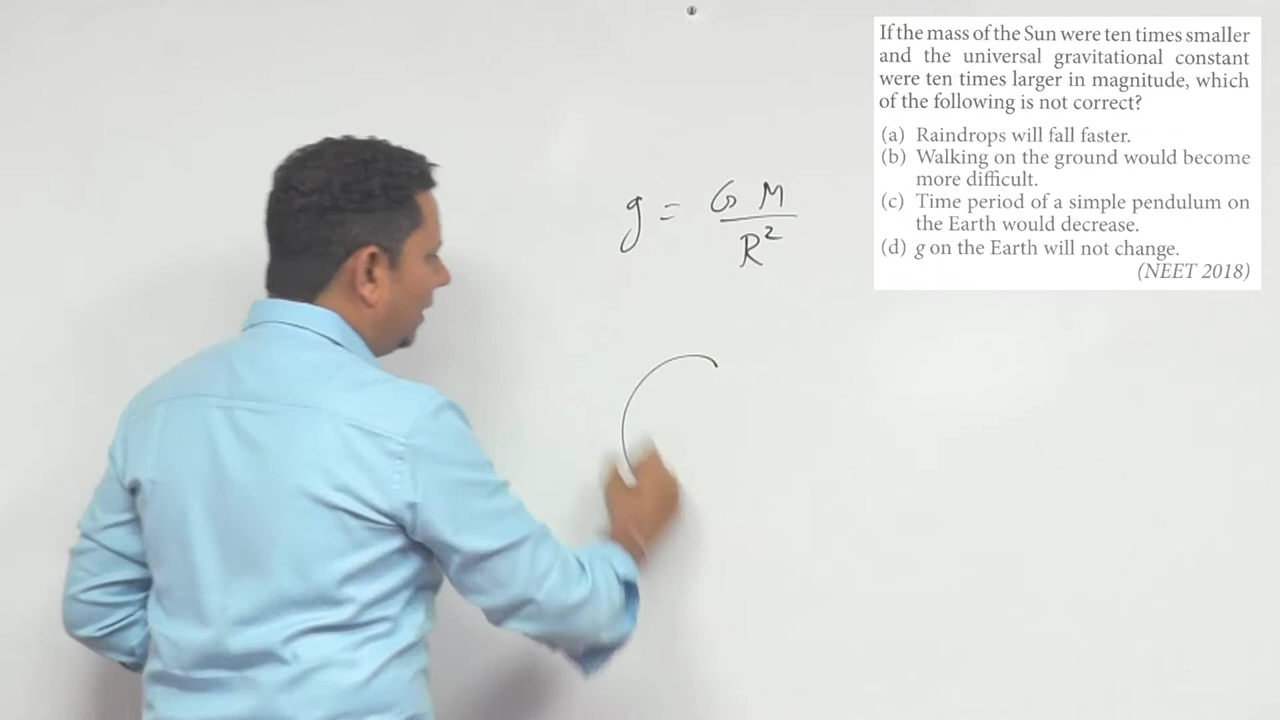 If the mass of the Sun were ten times smaller
and the universal gravitational constant
were ten times larger in magnitude, which
of the following is not correct?
(a) Raindrops will fall faster.
(b) Walking on the ground would become
more difficult.
(c) Time period of a simple pendulum on
the Earth would decrease.
(d) g on the Earth will not change.
(NEET 2018)
g = G M
R²